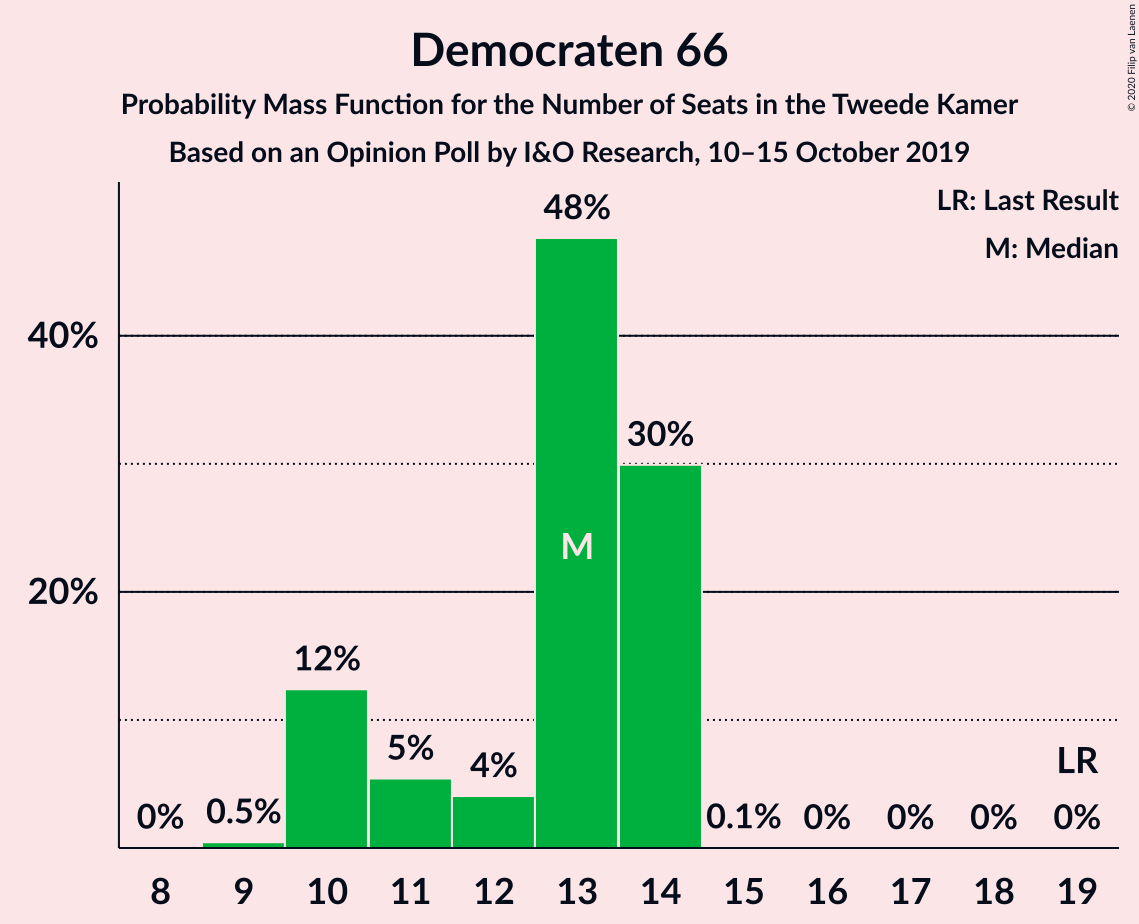 Democraten 66
Probability Mass Function for the Number of Seats in the Tweede Kamer
Based on an Opinion Poll by I&O Research, 10–15 October 2019
© 2020 Filip van Laenen
LR: Last Result
M: Median
48%
40%
30%
M
20%
12%
5%
4%
LR
0%
0.5%
0.1%
0%
0%
0%
0%
8 9 10 11 12 13 14 15 16 17 18 19